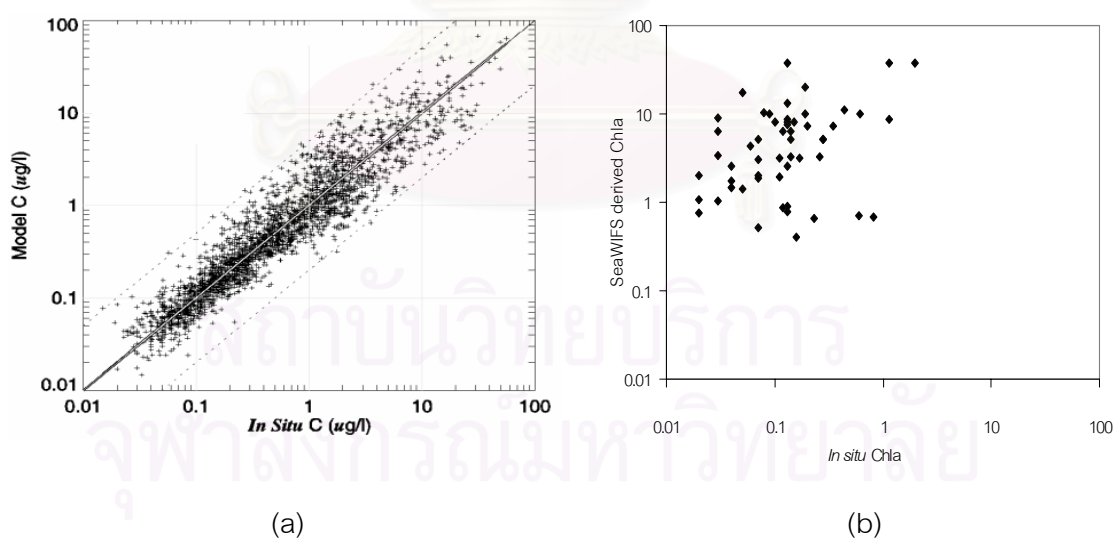 100
10
1
0.1
0.01
Model C (ug/l)
0.01 0.1 1 10 100
In Situ C (ug/l)
100
10
1
0.1
0.01
SeaWIFS derived Chla
0.01 0.1 1 10 100
In situ Chla
สถาบันวิทยบริการ
จุฬาลงกรณ์มหาวิทยาลัย
(a) (b)